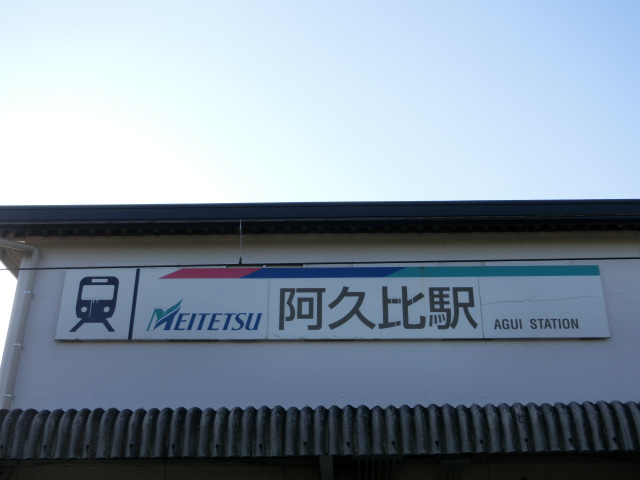 MEITETSU 阿久比駅 AGUI STATION